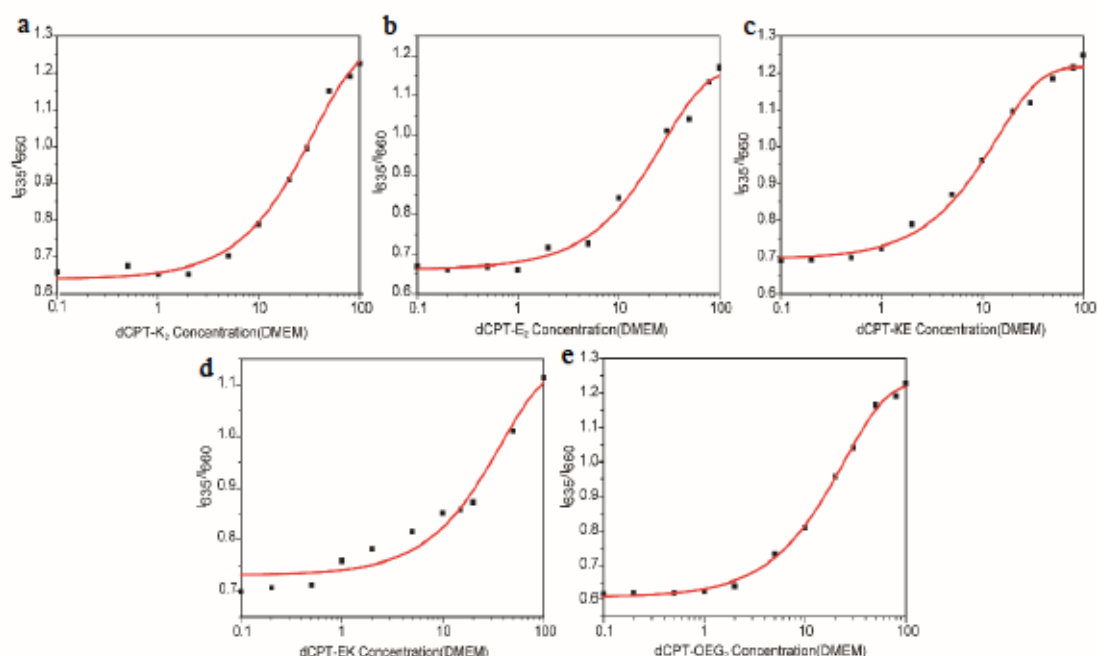 a
1.3
1.2
1.1
1.0
0.9
0.8
0.7
0.6
I635/I660
0.1 1 10 100
dCPT-K2 Concentration(DMEM)
b
1.2
1.1
1.0
0.9
0.8
0.7
0.6
I635/I660
0.1 1 10 100
dCPT-E2 Concentration(DMEM)
c
1.3
1.2
1.1
1.0
0.9
0.8
0.7
0.6
I535/I660
0.1 1 10 100
dCPT-KE Concentration(DMEM)
d
1.1
1.0
0.9
0.8
0.7
I635/I660
0.1 1 10 100
dCPT-EK Concentration(DMEM)
e
1.3
1.2
1.1
1.0
0.9
0.8
0.7
0.6
0.5
I635/I660
0.1 1 10 100
dCPT-OEG2 Concentration(DMEM)